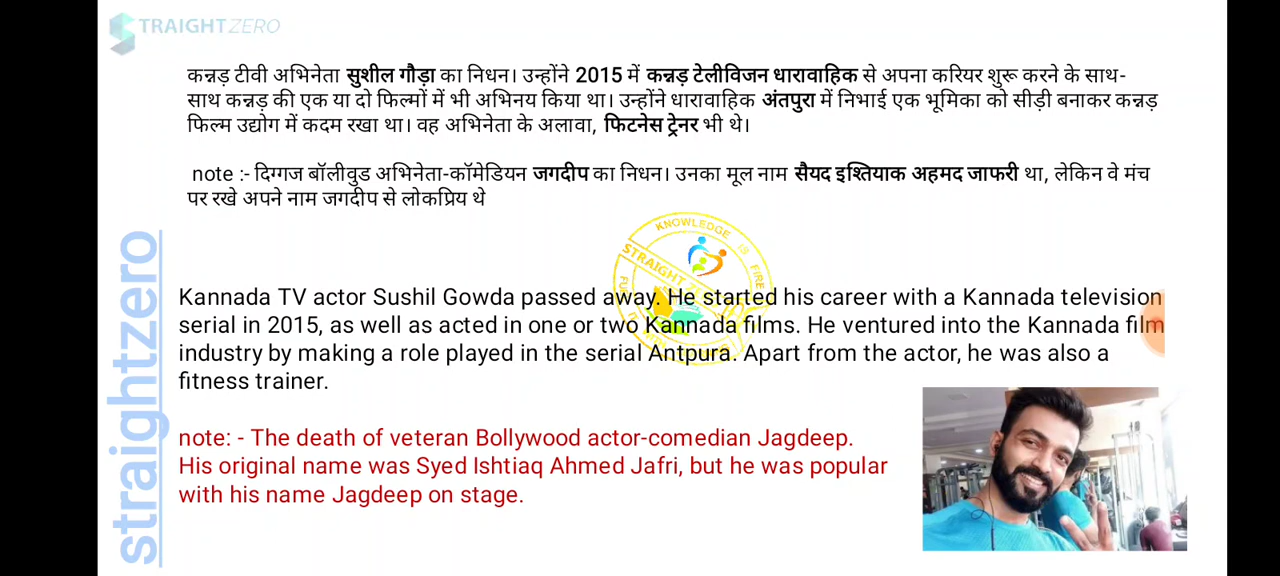 STRAIGHTZERO
कन्नड़ टीवी अभिनेता सुशील गौड़ा का निधन। उन्होंने 2015 में कन्नड़ टेलीविजन धारावाहिक से अपना करियर शुरू करने के साथ-
साथ कन्नड़ की एक या दो फिल्मों में भी अभिनय किया था। उन्होंने धारावाहिक अंतपुरा में निभाई एक भूमिका को सीड़ी बनाकर कन्नड़
फिल्म उद्योग में कदम रखा था। वह अभिनेता के अलावा, फिटनेस ट्रेनर भी थे।
note :- दिग्गज बॉलीवुड अभिनेता-कॉमेडियन जगदीप का निधन। उनका मूल नाम सैयद इश्तियाक अहमद जाफरी था, लेकिन वे मंच
पर रखे अपने नाम जगदीप से लोकप्रिय थे
straightzero
KNOWLEDGE IS FIRE
STRAIGHT ZERO
Kannada TV actor Sushil Gowda passed away. He started his career with a Kannada television
serial in 2015, as well as acted in one or two Kannada films. He ventured into the Kannada film
industry by making a role played in the serial Antpura. Apart from the actor, he was also a
fitness trainer.
note: - The death of veteran Bollywood actor-comedian Jagdeep.
His original name was Syed Ishtiaq Ahmed Jafri, but he was popular
with his name Jagdeep on stage.